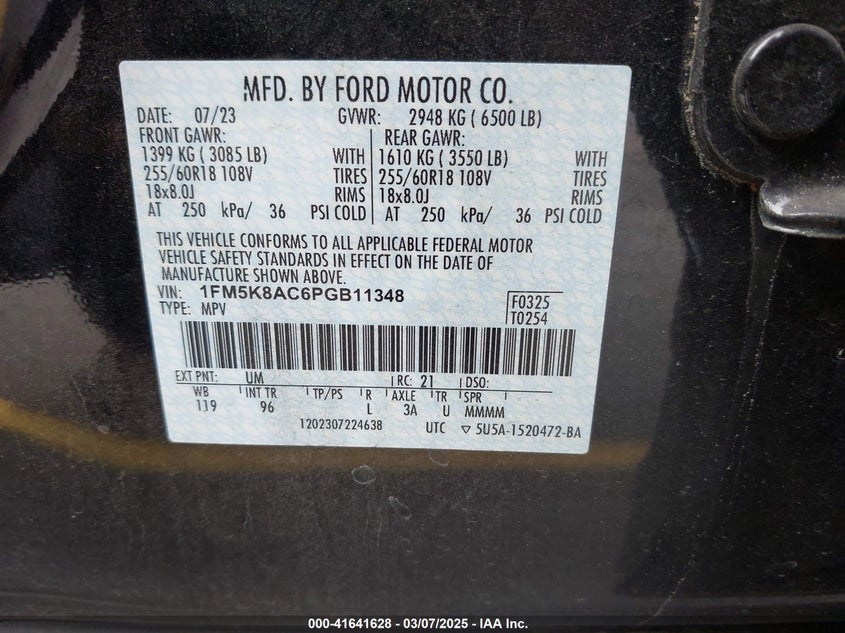 MFD. BY FORD MOTOR CO.
DATE: 07/23 GVWR: 2948 KG ( 6500 LB)
FRONT GAWR: REAR GAWR:
1399 KG ( 3085 LB) WITH 1610 KG ( 3550 LB) WITH
255/60R18 108V TIRES 255/60R18 108V TIRES
18x8.0J RIMS 18x8.0J RIMS
AT 250 kPa/ 36 PSI COLD AT 250 kPa/ 36 PSI COLD
THIS VEHICLE CONFORMS TO ALL APPLICABLE FEDERAL MOTOR
VEHICLE SAFETY STANDARDS IN EFFECT ON THE DATE OF
MANUFACTURE SHOWN ABOVE.
VIN: 1FM5K8AC6PGB11348 F0325
TYPE: MPV T0254
EXT PNT: UM RC: 21 DSO:
WB INT TR TP/PS R AXLE TR SPR
119 96 L 3A U MMMM
1202307224638 UTC ▽ 5U5A-1520472-BA
000-41641628 - 03/07/2025 - IAA Inc.